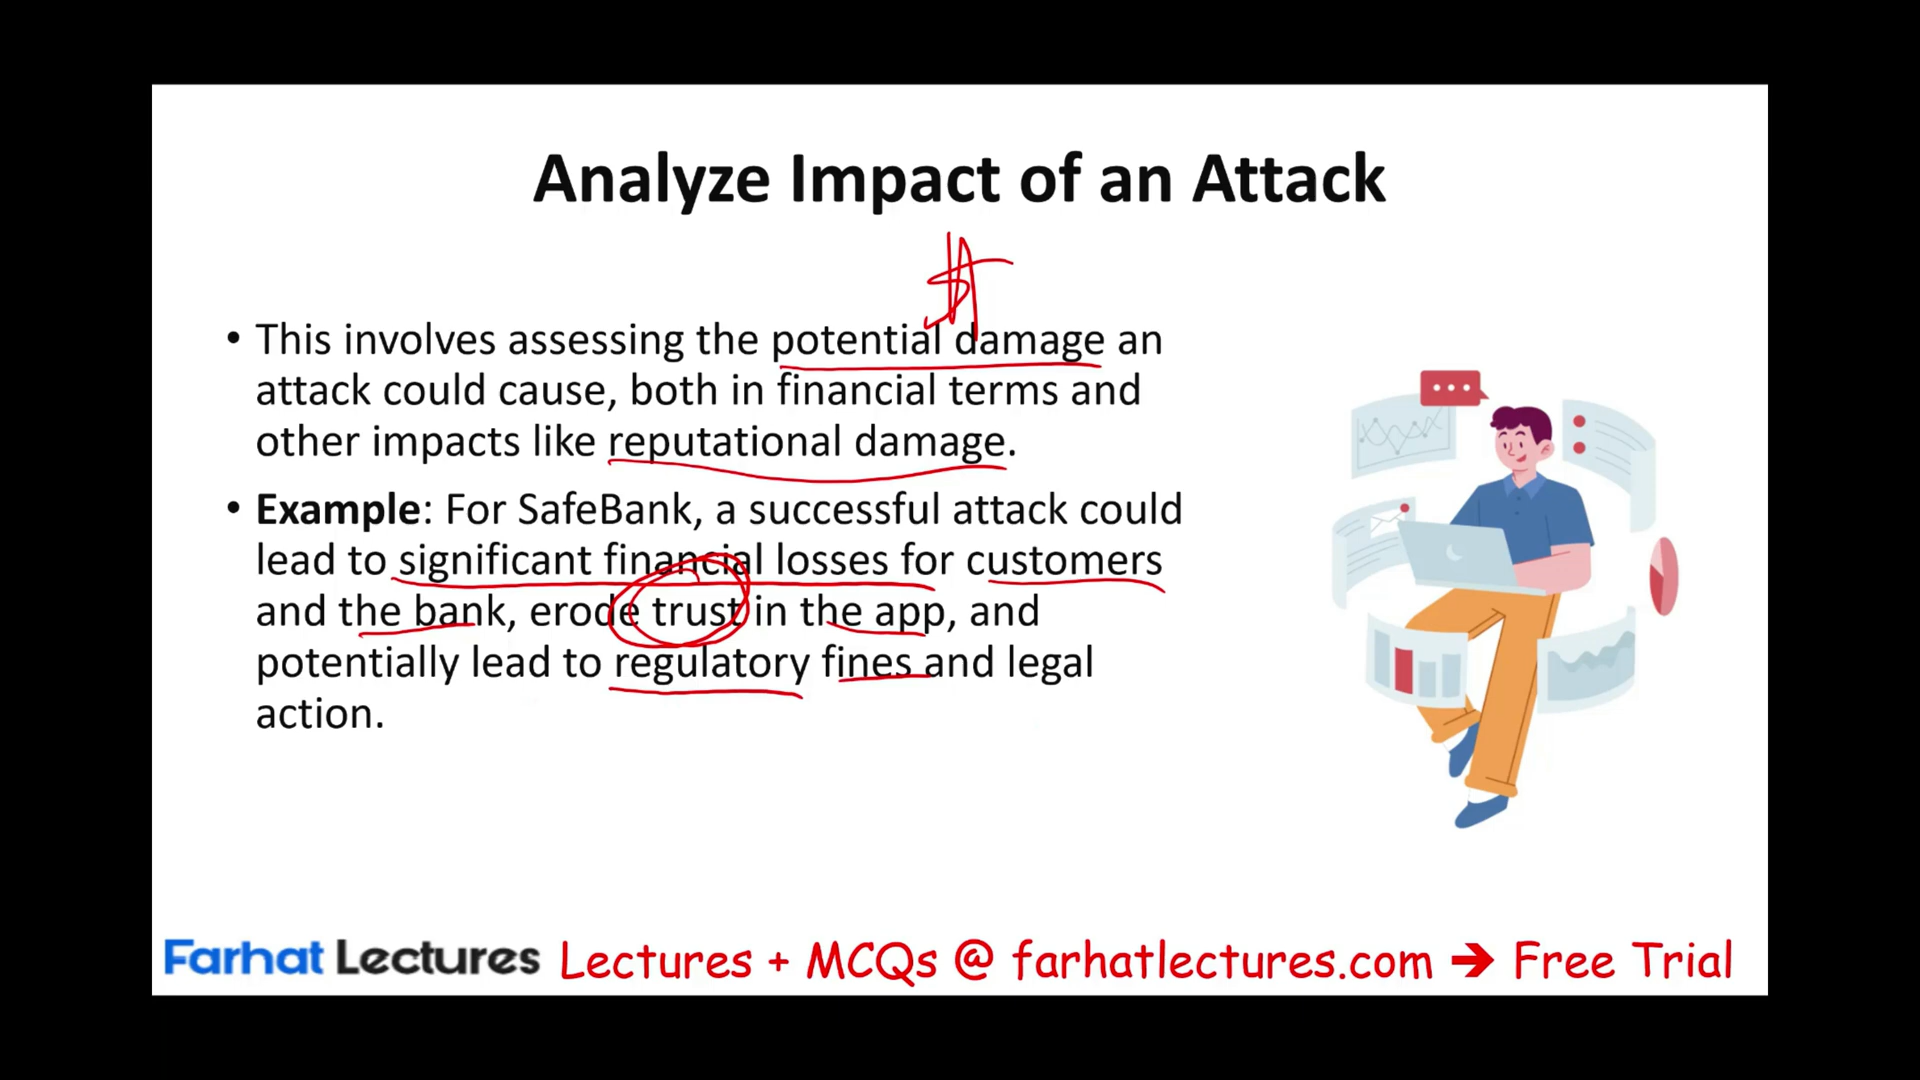 Analyze Impact of an Attack
$
• This involves assessing the potential damage an
attack could cause, both in financial terms and
other impacts like reputational damage.
• Example: For SafeBank, a successful attack could
lead to significant financial losses for customers
and the bank, erode trust in the app, and
potentially lead to regulatory fines and legal
action.
Farhat Lectures Lectures + MCQs @ farhatlectures.com ➔ Free Trial